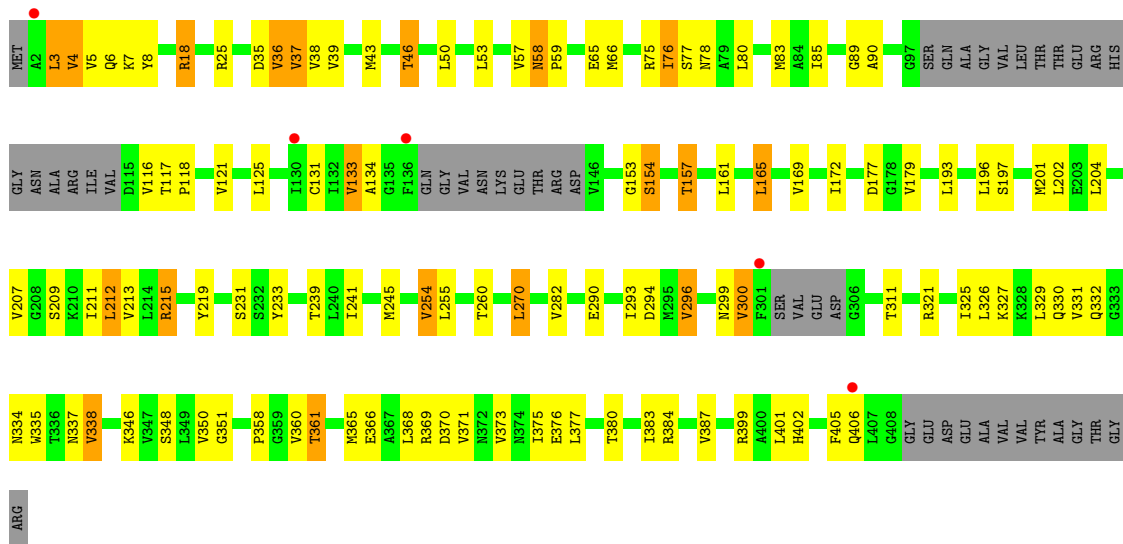 MET A2 L3 V4 V5 Q6 K7 Y8 R18 R25 D35 V36 V37 V38 V39 M43 T46 L50 L53 V57 N58 P59 E65 M66 R75 I76 S77 N78 A79 L80 M83 A84 I85 G89 A90 G97 SER GLN ALA GLY VAL LEU THR THR GLU ARG HIS
GLY ASN ALA ARG ILE VAL D115 V116 T117 P118 V121 L125 I130 C131 I132 V133 A134 G135 F136 GLN GLY VAL ASN LYS GLU THR ARG ASP V146 G153 S154 T157 L161 L165 V169 I172 D177 G178 V179 L193 L196 S197 M201 L202 E203 L204
V207 G208 S209 K210 I211 L212 V213 L214 R215 Y219 S231 S232 Y233 T239 L240 I241 M245 V254 L255 T260 L270 V282 E290 I293 D294 M295 V296 N299 V300 F301 SER VAL GLU ASP G306 T311 R321 I325 L326 K327 K328 L329 Q330 V331 Q332 G333
N334 W335 T336 N337 V338 K346 V347 S348 L349 V350 G351 P358 G359 V360 T361 M365 E366 A367 L368 R369 D370 V371 N372 V373 N374 I375 E376 L377 T380 I383 R384 V387 R399 A400 L401 H402 F405 Q406 L407 G408 GLY GLU ASP GLU ALA VAL VAL TYR ALA GLY THR GLY
ARG